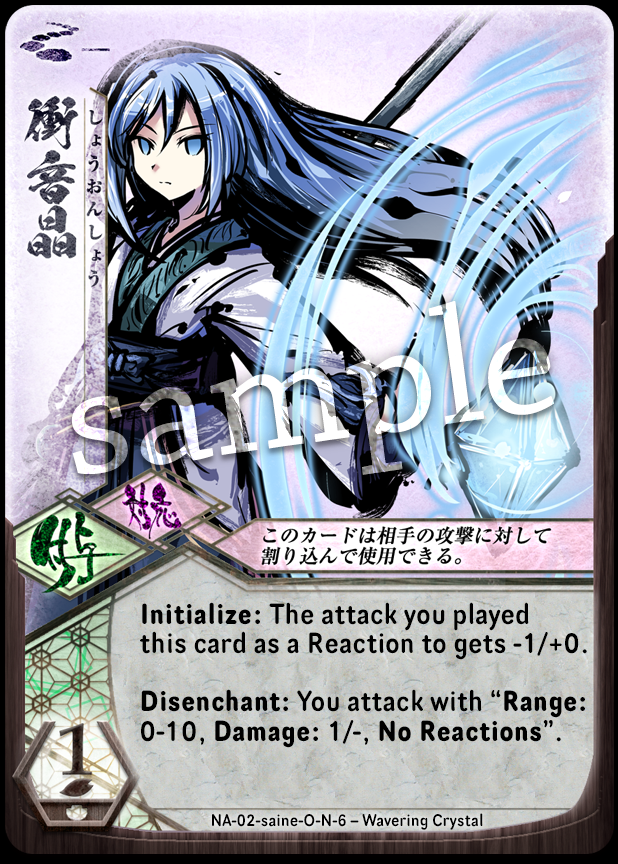 衝音晶
しょうおんしょう
sample
付与
対応
このカードは相手の攻撃に対して
割り込んで使用できる。
Initialize: The attack you played
this card as a Reaction to gets -1/+0.
Disenchant: You attack with “Range:
0-10, Damage: 1/-, No Reactions”.
1
NA-02-saine-O-N-6 – Wavering Crystal